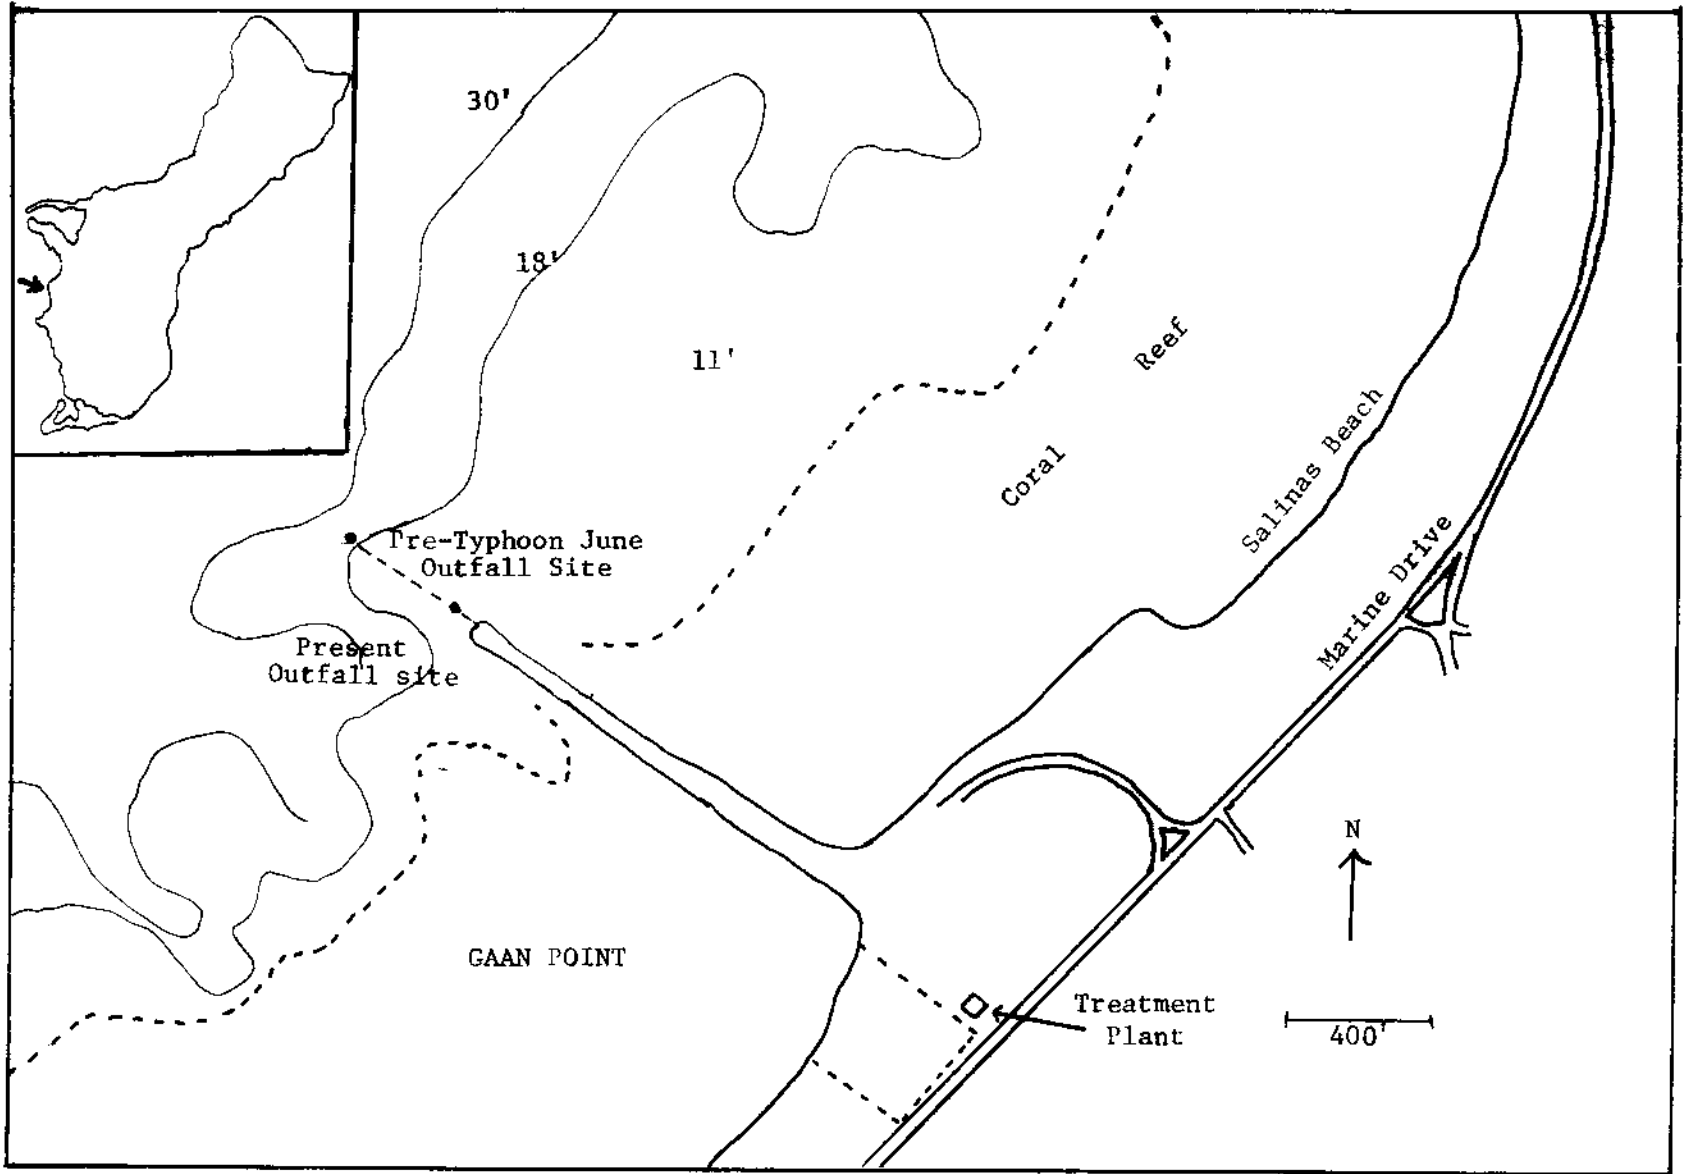 30'
18'
11'
Coral Reef
Salinas Beach
Marine Drive
Pre-Typhoon June
Outfall Site
Present
Outfall site
GAAN POINT
N
Treatment
Plant
400'